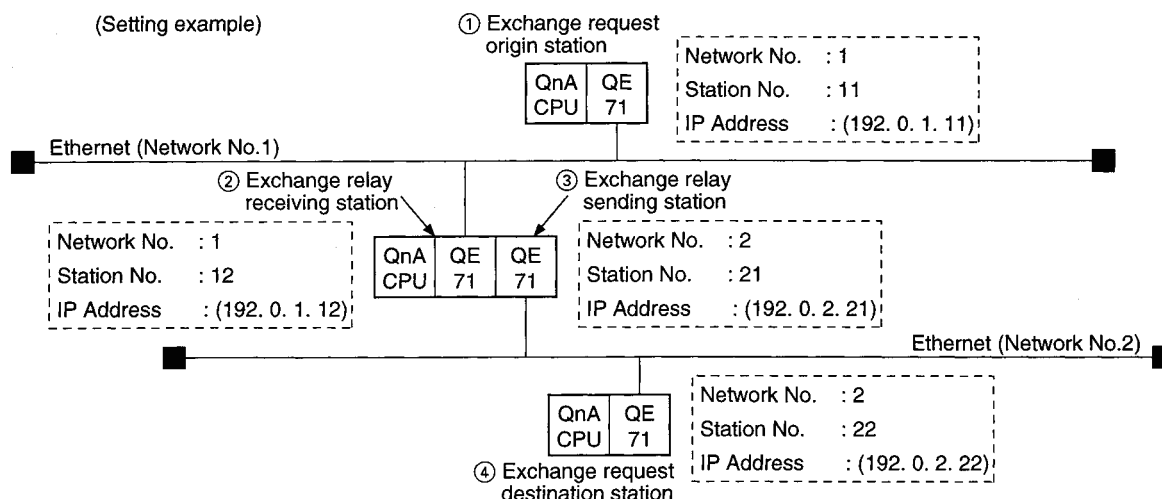 (Setting example)
① Exchange request
origin station
QnA CPU
QE 71
Network No. : 1
Station No. : 11
IP Address : (192. 0. 1. 11)
Ethernet (Network No.1)
② Exchange relay
receiving station
③ Exchange relay
sending station
Network No. : 1
Station No. : 12
IP Address : (192. 0. 1. 12)
QnA CPU
QE 71
QE 71
Network No. : 2
Station No. : 21
IP Address : (192. 0. 2. 21)
Ethernet (Network No.2)
QnA CPU
QE 71
Network No. : 2
Station No. : 22
IP Address : (192. 0. 2. 22)
④ Exchange request
destination station